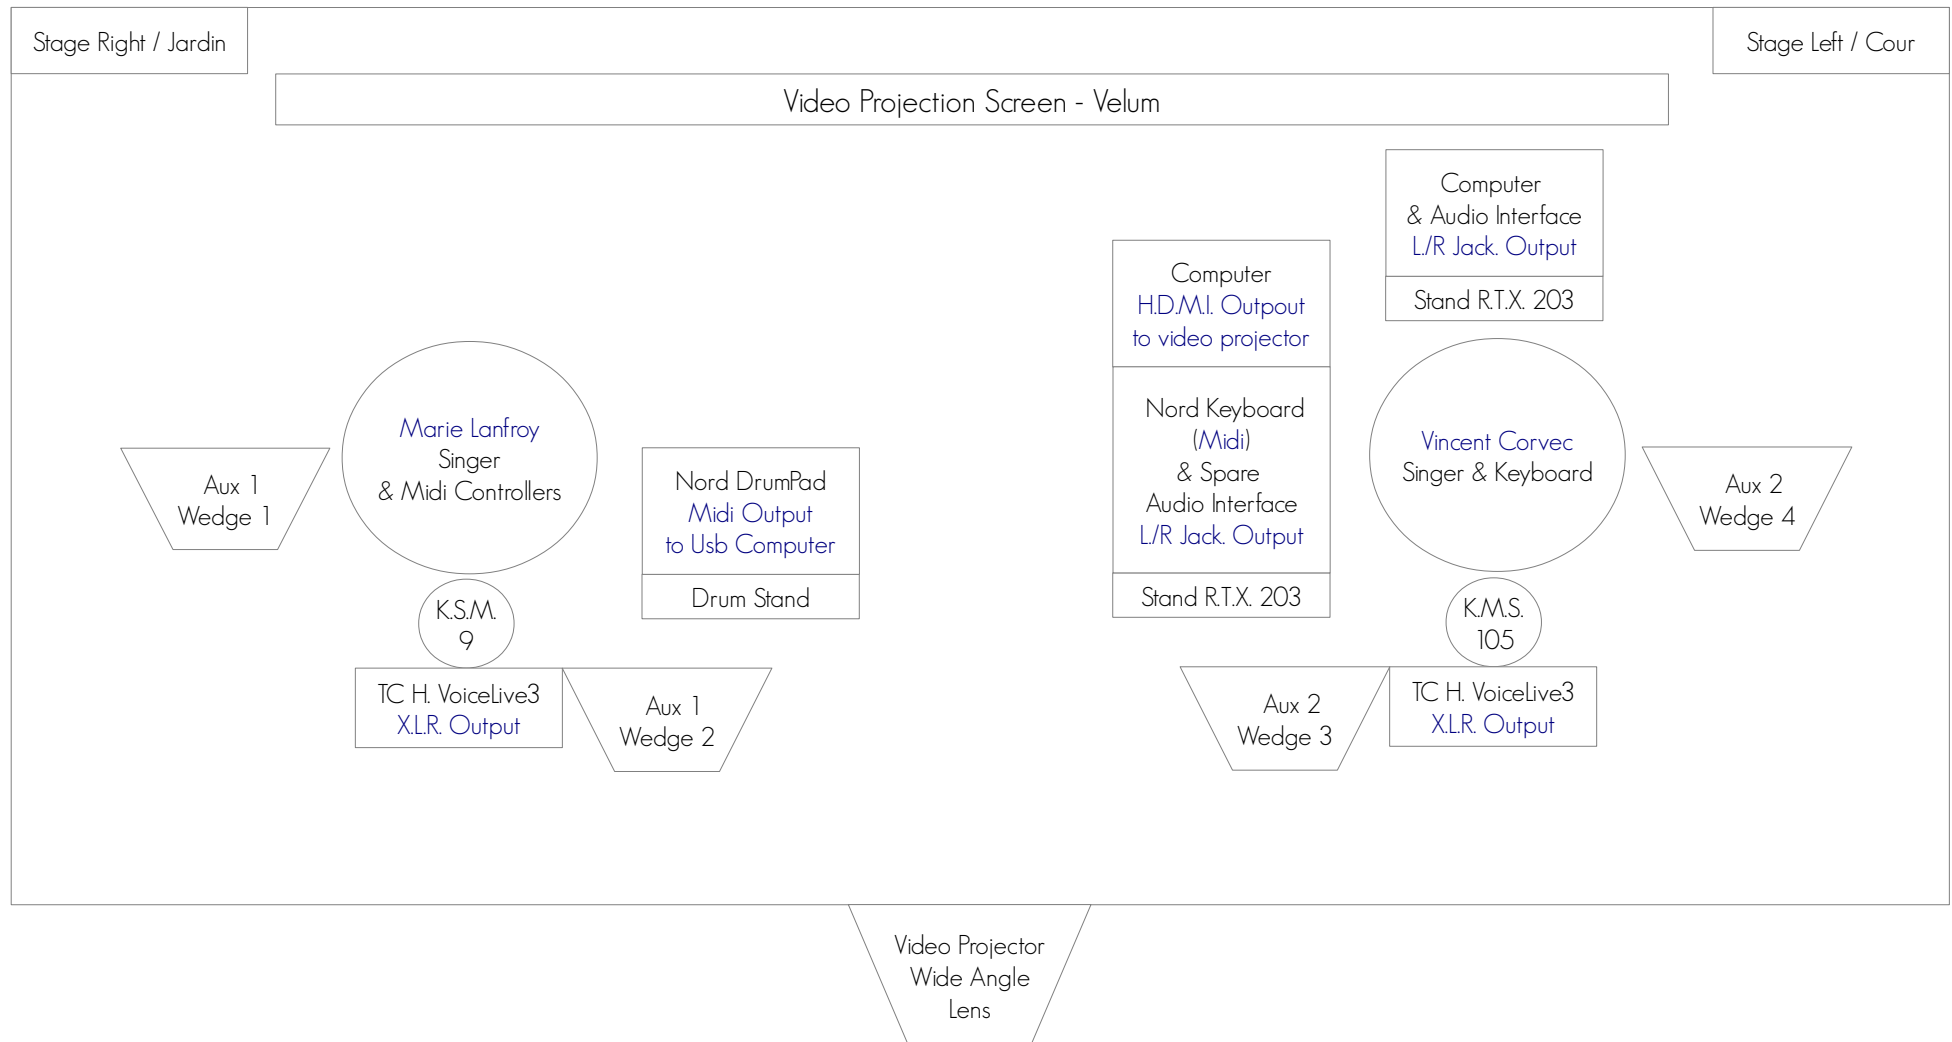 Stage Right / Jardin
Stage Left / Cour
Video Projection Screen - Velum
Computer
& Audio Interface
L./R Jack. Output
Stand R.T.X. 203
Computer
H.D.M.I. Outpout
to video projector
Nord Keyboard
(Midi)
& Spare
Audio Interface
L./R Jack. Output
Stand R.T.X. 203
Marie Lanfroy
Singer
& Midi Controllers
Vincent Corvec
Singer & Keyboard
Aux 1
Wedge 1
Nord DrumPad
Midi Output
to Usb Computer
Drum Stand
Aux 2
Wedge 4
K.S.M.
9
K.M.S.
105
TC H. VoiceLive3
X.L.R. Output
Aux 1
Wedge 2
Aux 2
Wedge 3
TC H. VoiceLive3
X.L.R. Output
Video Projector
Wide Angle
Lens